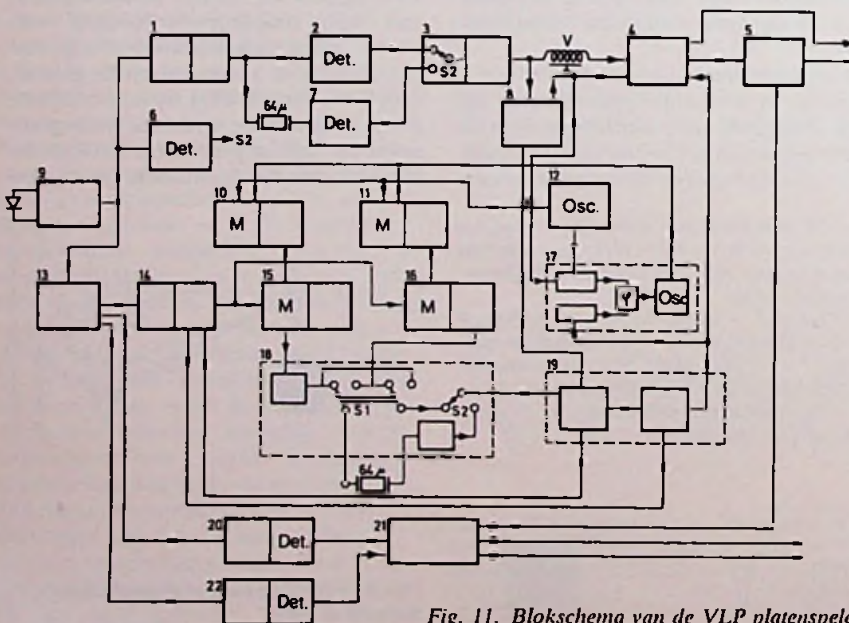 1
2
3
4
5
Det.
V
S2
64µ
7
Det.
8
6
Det.
S2
9
10
M
11
M
12
Osc.
13
14
15
M
16
M
17
φ
Osc
18
S1
S2
19
64µ
20
Det.
21
22
Det.
Fig. 11. Blokschema van de VLP platenspeler